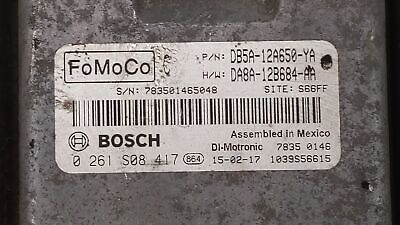 FoMoCo
P/N: DB5A-12A650-YA
H/W: DA8A-12B684-AA
S/N: 783501465048 SITE: S66FF
BOSCH Assembled in Mexico
DI-Motronic 7835 0146
0 261 S08 417 864 15-02-17 1039S56615